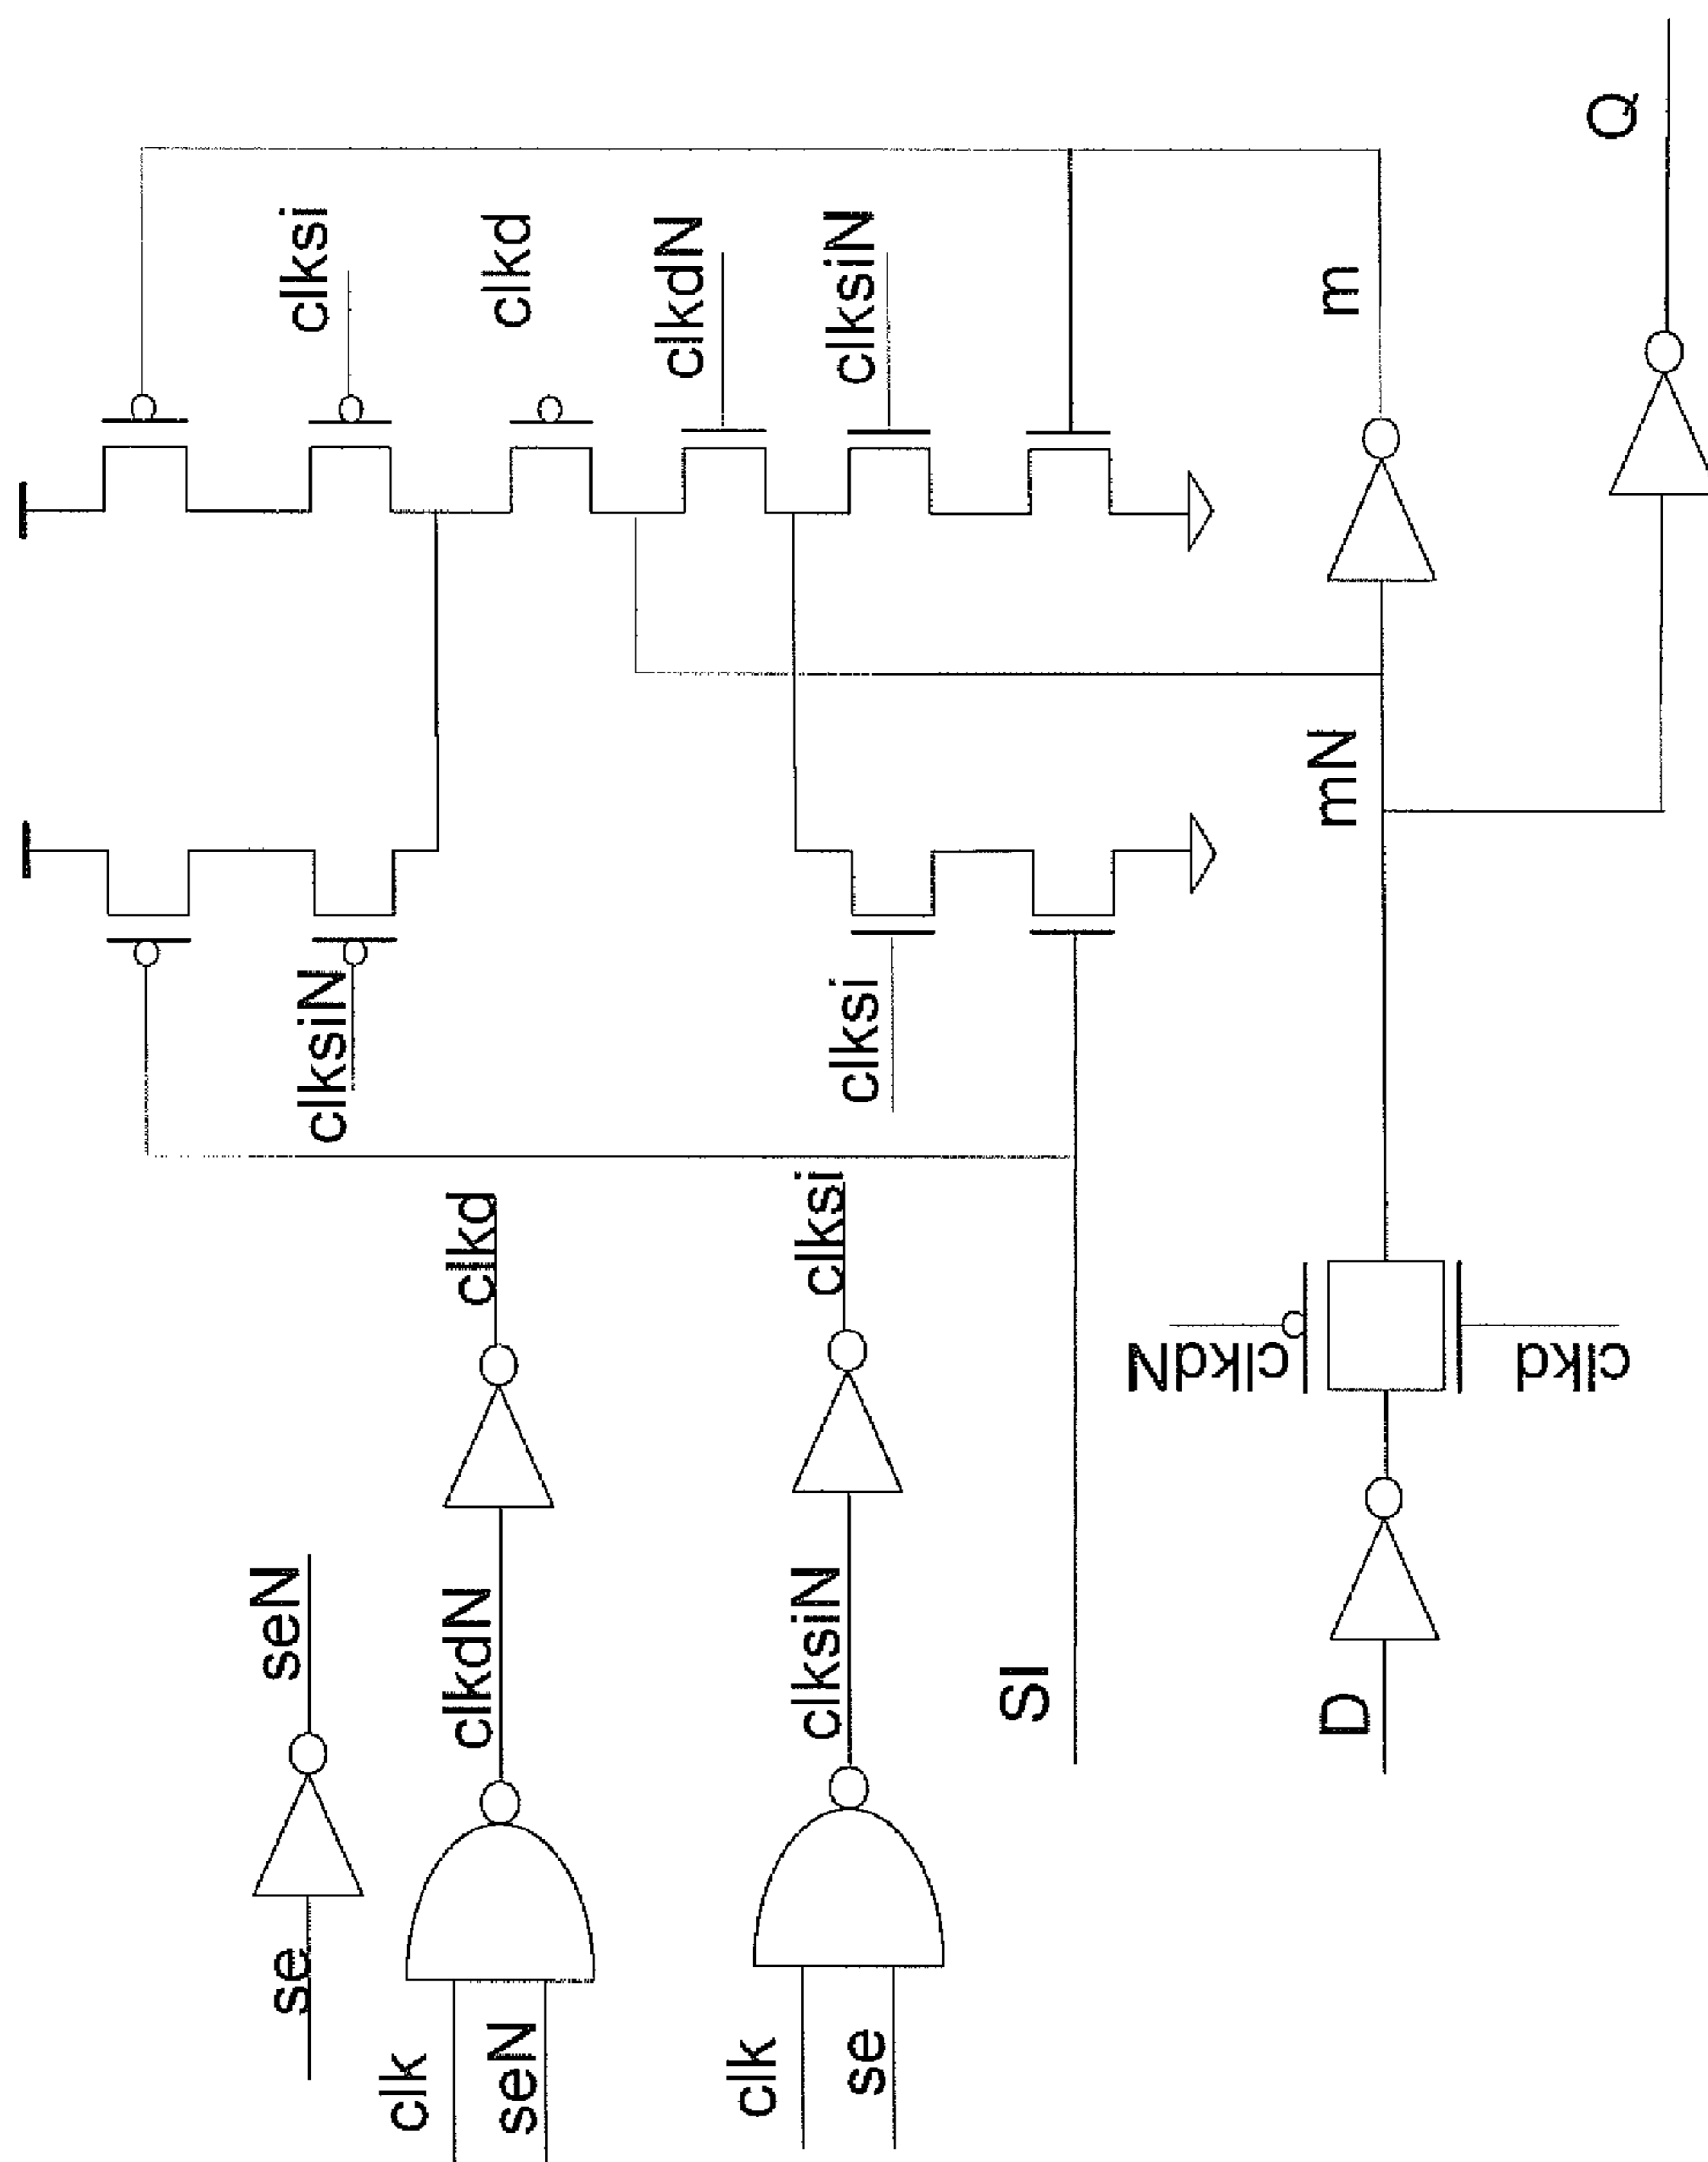 Q
clksi
clkd
clkdN
clksiN
m
mN
clksiN
clksi
clkd
clksi
clkdN
clkd
seN
clkdN
clksiN
SI
D
se
clk
seN
clk
se